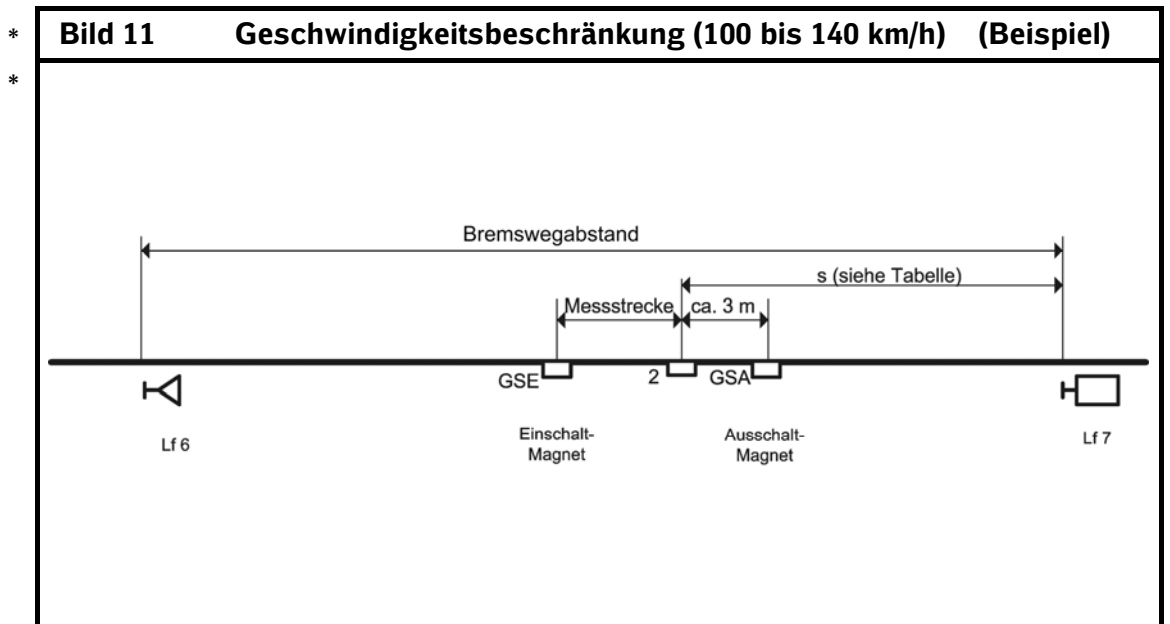 * Bild 11 Geschwindigkeitsbeschränkung (100 bis 140 km/h) (Beispiel)
*
Bremswegabstand
s (siehe Tabelle)
Messstrecke ca. 3 m
GSE 2 GSA
Lf 6
Einschalt-
Magnet
Ausschalt-
Magnet
Lf 7